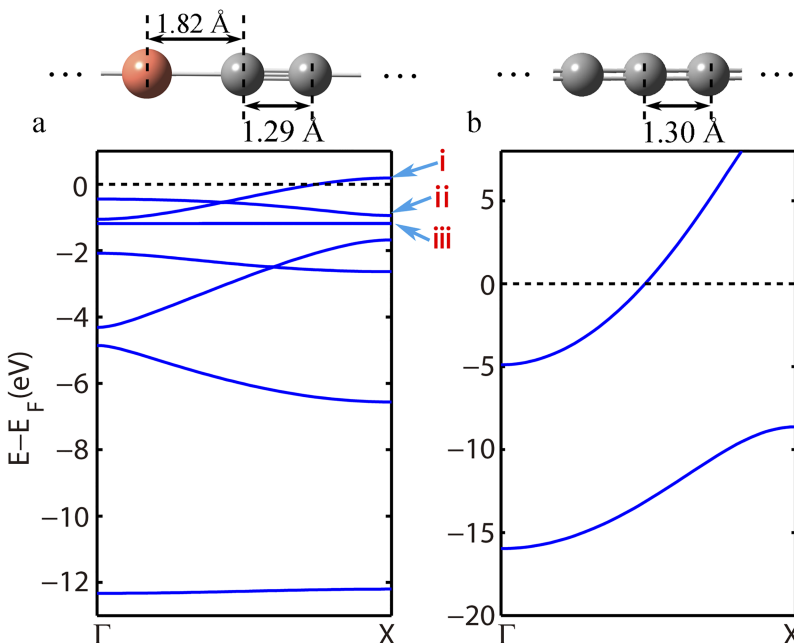 1.82 Å
... ...
1.29 Å
a
i
ii
iii
0
−2
−4
−6
−8
−10
−12
E−E_F(eV)
Γ X
... ...
1.30 Å
b
5
0
−5
−10
−15
−20
Γ X